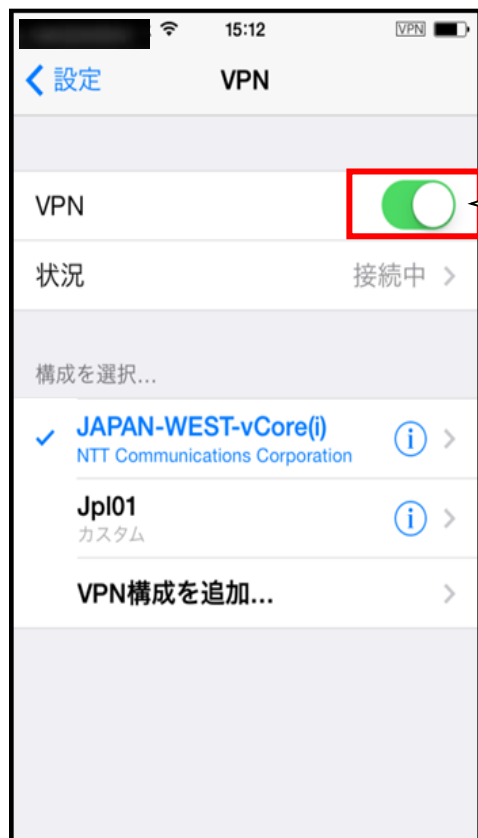 15:12 VPN
設定 VPN
VPN
状況 接続中
構成を選択...
JAPAN-WEST-vCore(i)
NTT Communications Corporation
Jpl01
カスタム
VPN構成を追加...